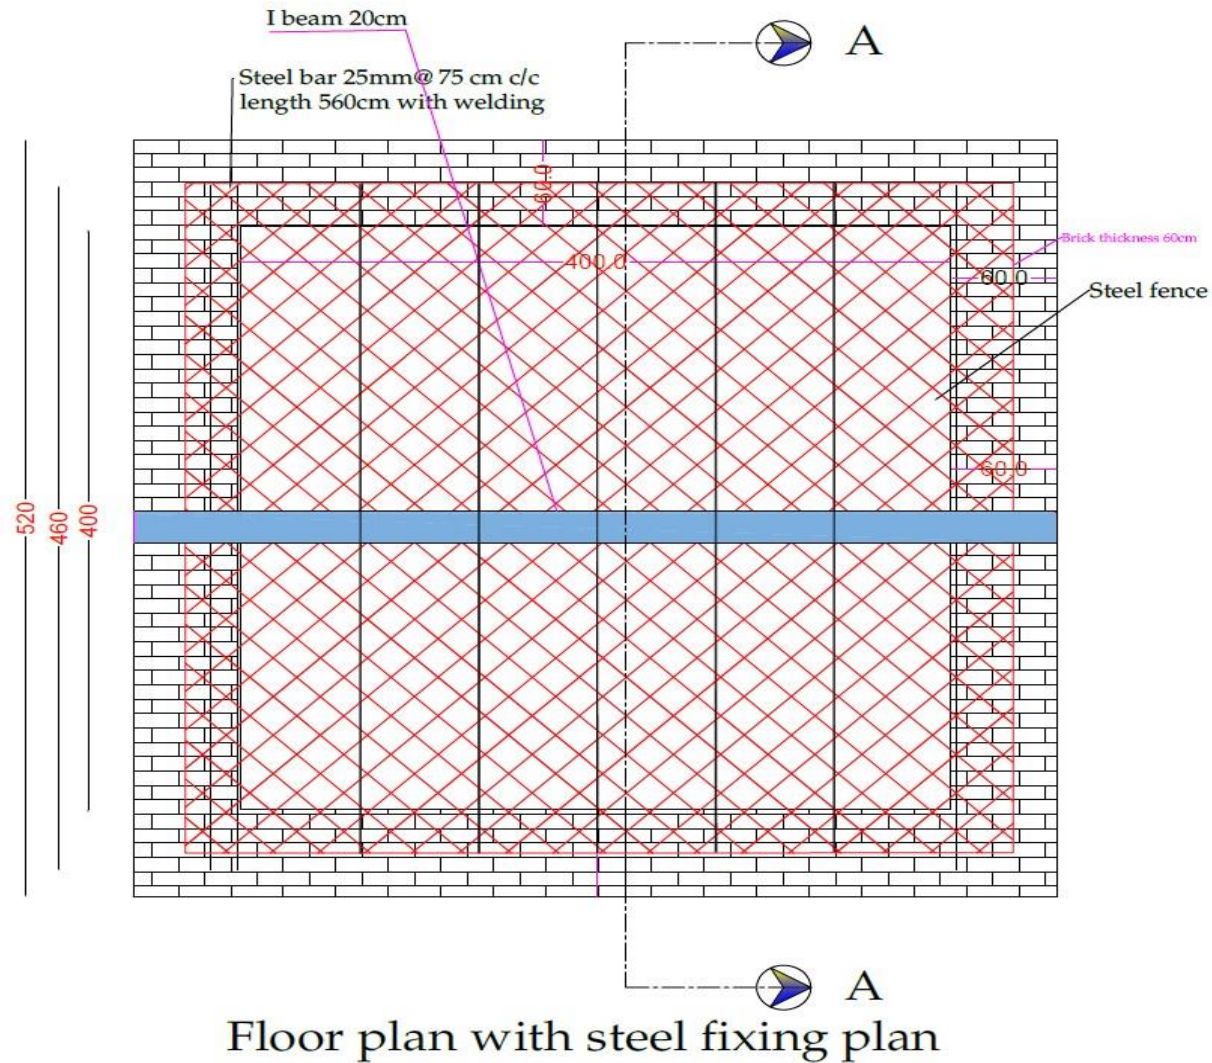 I beam 20cm
A
Steel bar 25mm@ 75 cm c/c
length 560cm with welding
60.0
Brick thickness 60cm
400.0
60.0
Steel fence
60.0
520
460
400
A
Floor plan with steel fixing plan